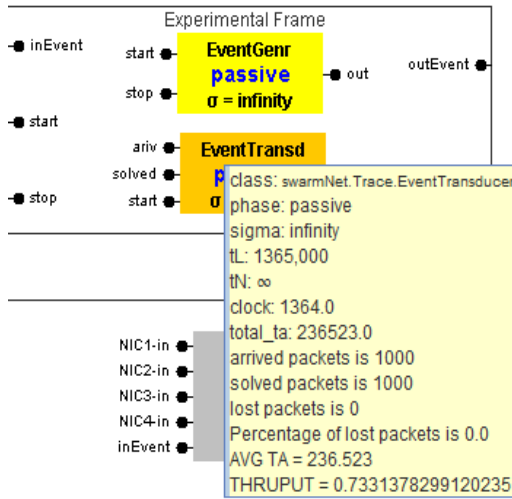 Experimental Frame
inEvent
start
EventGenr
passive
out
outEvent
stop
σ = infinity
start
ariv
EventTransd
solved
p
stop
start
σ
class: swarmNet.Trace.EventTransducer
phase: passive
sigma: infinity
tL: 1365,000
tN: ∞
clock: 1364.0
total_ta: 236523.0
arrived packets is 1000
solved packets is 1000
lost packets is 0
Percentage of lost packets is 0.0
AVG TA = 236.523
THRUPUT = 0.7331378299120235
NIC1-in
NIC2-in
NIC3-in
NIC4-in
inEvent